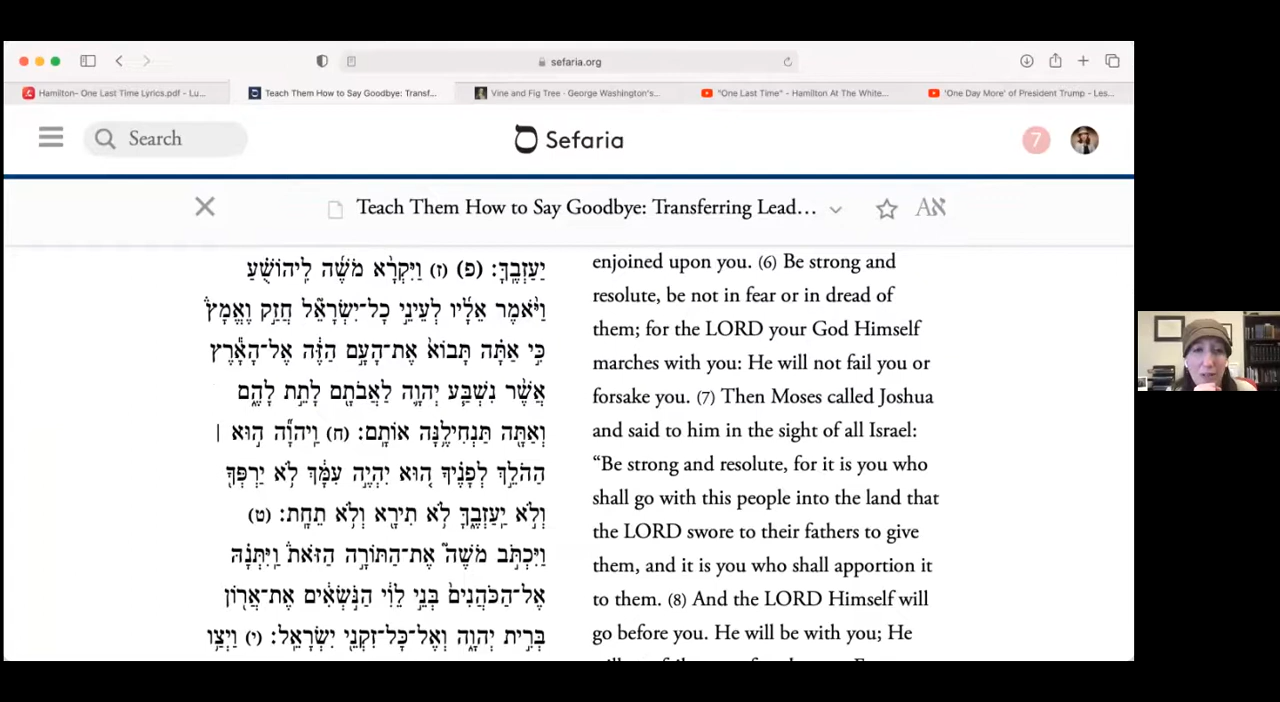 sefaria.org
Hamilton- One Last Time Lyrics.pdf - Lu...
Teach Them How to Say Goodbye: Transf...
Vine and Fig Tree · George Washington's...
"One Last Time" - Hamilton At The White...
'One Day More' of President Trump - Les...
Search
Sefaria
7
Teach Them How to Say Goodbye: Transferring Lead...
Aא
יַעַזְבֶֽךָּ׃ (פ) (ז) וַיִּקְרָ֨א מֹשֶׁ֜ה לִֽיהוֹשֻׁ֗עַ
וַיֹּ֨אמֶר אֵלָ֜יו לְעֵינֵ֣י כׇל־יִשְׂרָאֵל֮ חֲזַ֣ק וֶאֱמָץ֒
כִּ֣י אַתָּ֗ה תָּבוֹא֙ אֶת־הָעָ֣ם הַזֶּ֔ה אֶל־הָאָ֕רֶץ
אֲשֶׁ֨ר נִשְׁבַּ֧ע יְהוָ֛ה לַאֲבֹתָ֖ם לָתֵ֣ת לָהֶ֑ם
וְאַתָּ֖ה תַּנְחִילֶ֥נָּה אוֹתָֽם׃ (ח) וַֽיהוָ֞ה ה֣וּא ׀
הַהֹלֵ֣ךְ לְפָנֶ֗יךָ ה֚וּא יִהְיֶ֣ה עִמָּ֔ךְ לֹ֥א יַרְפְּךָ֖
וְלֹ֣א יַֽעַזְבֶ֑ךָּ לֹ֥א תִירָ֖א וְלֹ֥א תֵחָֽת׃ (ט)
וַיִּכְתֹּ֣ב מֹשֶׁה֮ אֶת־הַתּוֹרָ֣ה הַזֹּאת֒ וַֽיִּתְּנָ֗הּ
אֶל־הַכֹּהֲנִים֙ בְּנֵ֣י לֵוִ֔י הַנֹּ֣שְׂאִ֔ים אֶת־אֲר֖וֹן
בְּרִ֣ית יְהוָ֑ה וְאֶל־כׇּל־זִקְנֵ֖י יִשְׂרָאֵֽל׃ (י) וַיְצַ֥ו
enjoined upon you. (6) Be strong and
resolute, be not in fear or in dread of
them; for the LORD your God Himself
marches with you: He will not fail you or
forsake you. (7) Then Moses called Joshua
and said to him in the sight of all Israel:
“Be strong and resolute, for it is you who
shall go with this people into the land that
the LORD swore to their fathers to give
them, and it is you who shall apportion it
to them. (8) And the LORD Himself will
go before you. He will be with you; He